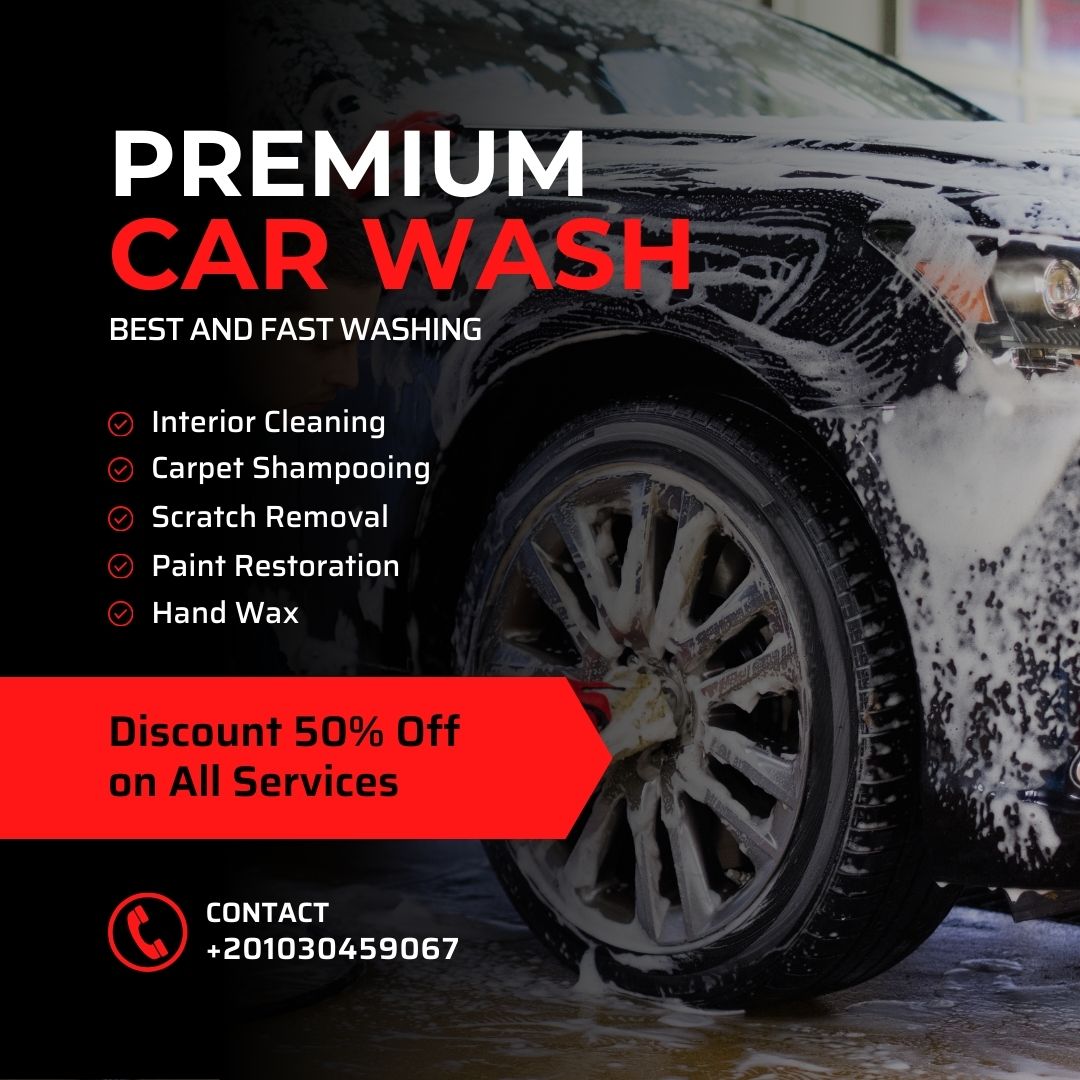 PREMIUM
CAR WASH
BEST AND FAST WASHING
Interior Cleaning
Carpet Shampooing
Scratch Removal
Paint Restoration
Hand Wax
Discount 50% Off
on All Services
CONTACT
+201030459067